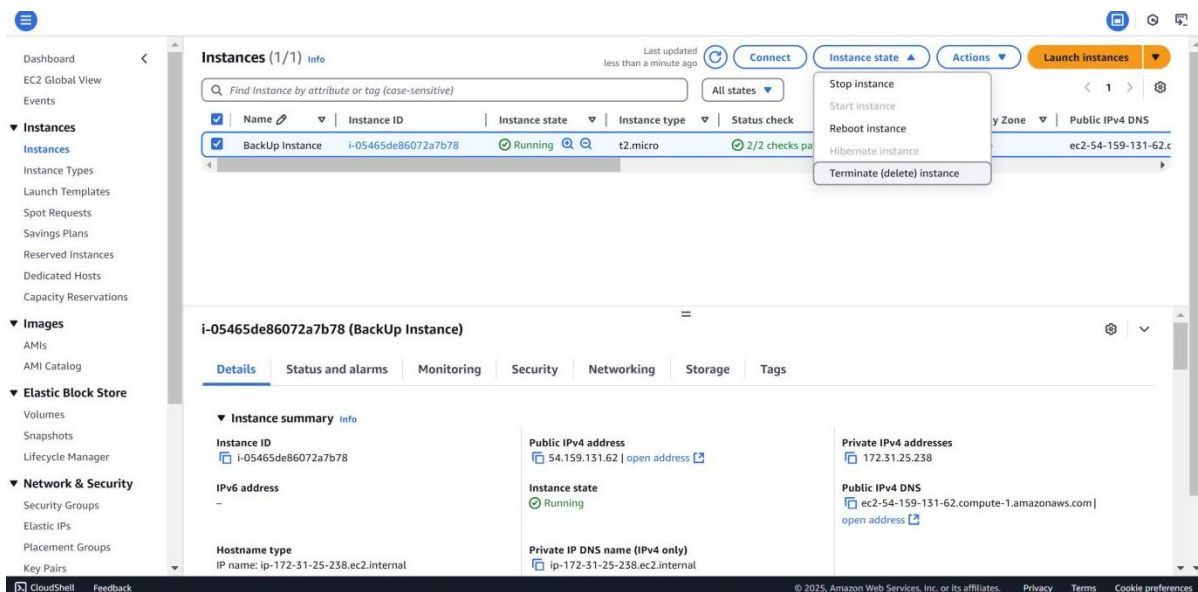 Dashboard
EC2 Global View
Events
Instances
Instances
Instance Types
Launch Templates
Spot Requests
Savings Plans
Reserved Instances
Dedicated Hosts
Capacity Reservations
Images
AMIs
AMI Catalog
Elastic Block Store
Volumes
Snapshots
Lifecycle Manager
Network & Security
Security Groups
Elastic IPs
Placement Groups
Key Pairs
Instances (1/1) Info
Last updated
less than a minute ago
Connect
Instance state
Actions
Launch instances
Find Instance by attribute or tag (case-sensitive)
All states
1
Stop instance
Start instance
Reboot instance
Hibernate instance
Terminate (delete) instance
Name Instance ID Instance state Instance type Status check y Zone Public IPv4 DNS
BackUp Instance i-05465de86072a7b78 Running t2.micro 2/2 checks pa ec2-54-159-131-62.c
i-05465de86072a7b78 (BackUp Instance)
Details Status and alarms Monitoring Security Networking Storage Tags
Instance summary Info
Instance ID
i-05465de86072a7b78
Public IPv4 address
54.159.131.62 | open address
Private IPv4 addresses
172.31.25.238
IPv6 address
–
Instance state
Running
Public IPv4 DNS
ec2-54-159-131-62.compute-1.amazonaws.com |
open address
Hostname type
IP name: ip-172-31-25-238.ec2.internal
Private IP DNS name (IPv4 only)
ip-172-31-25-238.ec2.internal
CloudShell Feedback © 2025, Amazon Web Services, Inc. or its affiliates. Privacy Terms Cookie preferences